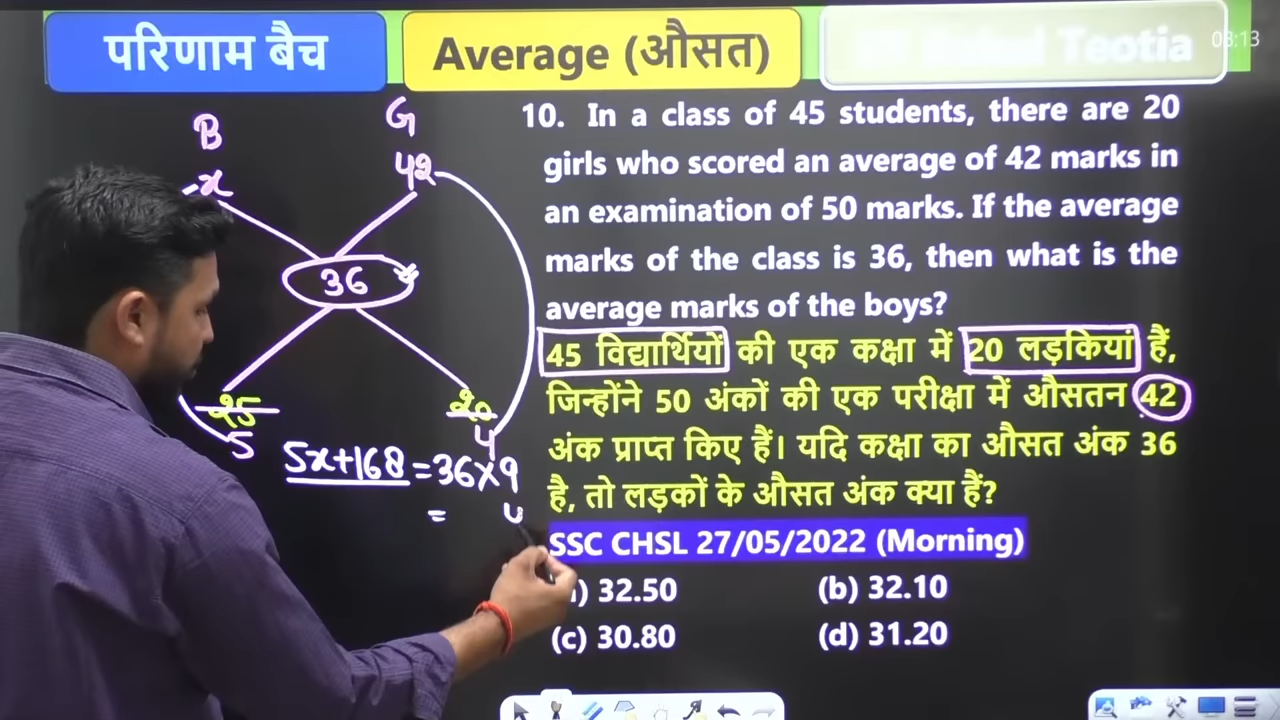 परिणाम बैच
Average (औसत)
Teotia
03:13
B
G
x
42
36
25
20
5
4
5x+168=36×9
=
10. In a class of 45 students, there are 20
girls who scored an average of 42 marks in
an examination of 50 marks. If the average
marks of the class is 36, then what is the
average marks of the boys?
45 विद्यार्थियों की एक कक्षा में 20 लड़कियां हैं,
जिन्होंने 50 अंकों की एक परीक्षा में औसतन 42
अंक प्राप्त किए हैं। यदि कक्षा का औसत अंक 36
है, तो लड़कों के औसत अंक क्या हैं?
SSC CHSL 27/05/2022 (Morning)
32.50 (b) 32.10
(c) 30.80 (d) 31.20